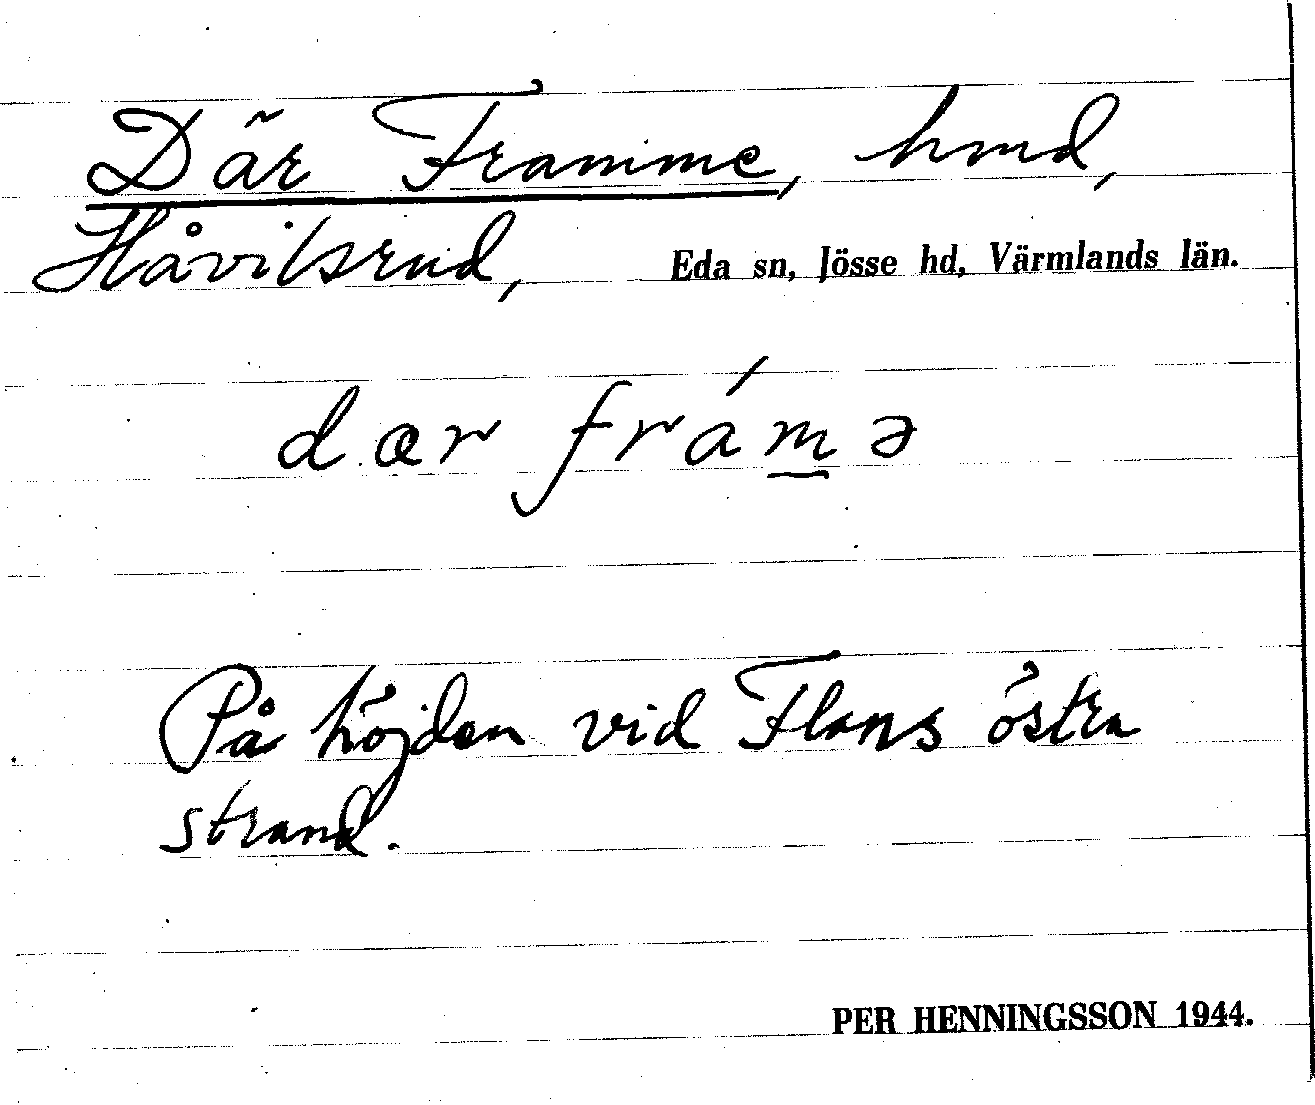 Där Framme, hmd,
Håvilsrud, Eda sn, Jösse hd, Värmlands län.
dær frám̲ə
På höjden vid Flans östra
strand.
PER HENNINGSSON 1944.